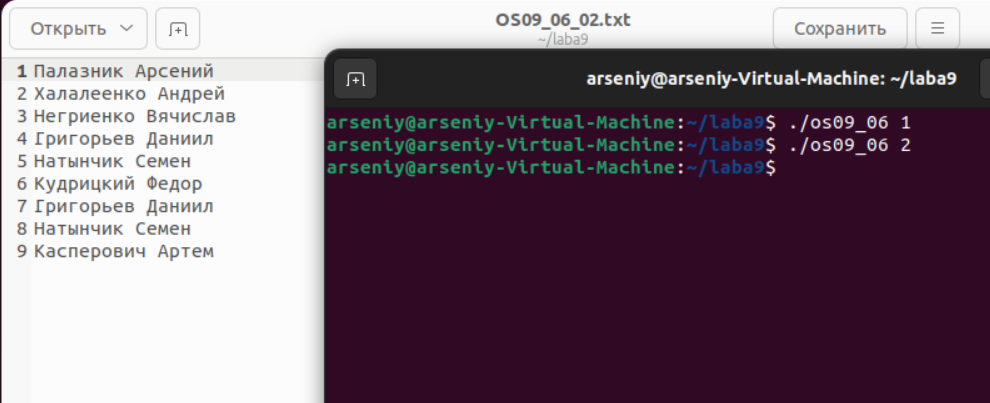 Открыть
OS09_06_02.txt
~/laba9
Сохранить
1 Палазник Арсений
2 Халалеенко Андрей
3 Негриенко Вячислав
4 Григорьев Даниил
5 Натынчик Семен
6 Кудрицкий Федор
7 Григорьев Даниил
8 Натынчик Семен
9 Касперович Артем
arseniy@arseniy-Virtual-Machine: ~/laba9
arseniy@arseniy-Virtual-Machine:~/laba9$ ./os09_06 1
arseniy@arseniy-Virtual-Machine:~/laba9$ ./os09_06 2
arseniy@arseniy-Virtual-Machine:~/laba9$